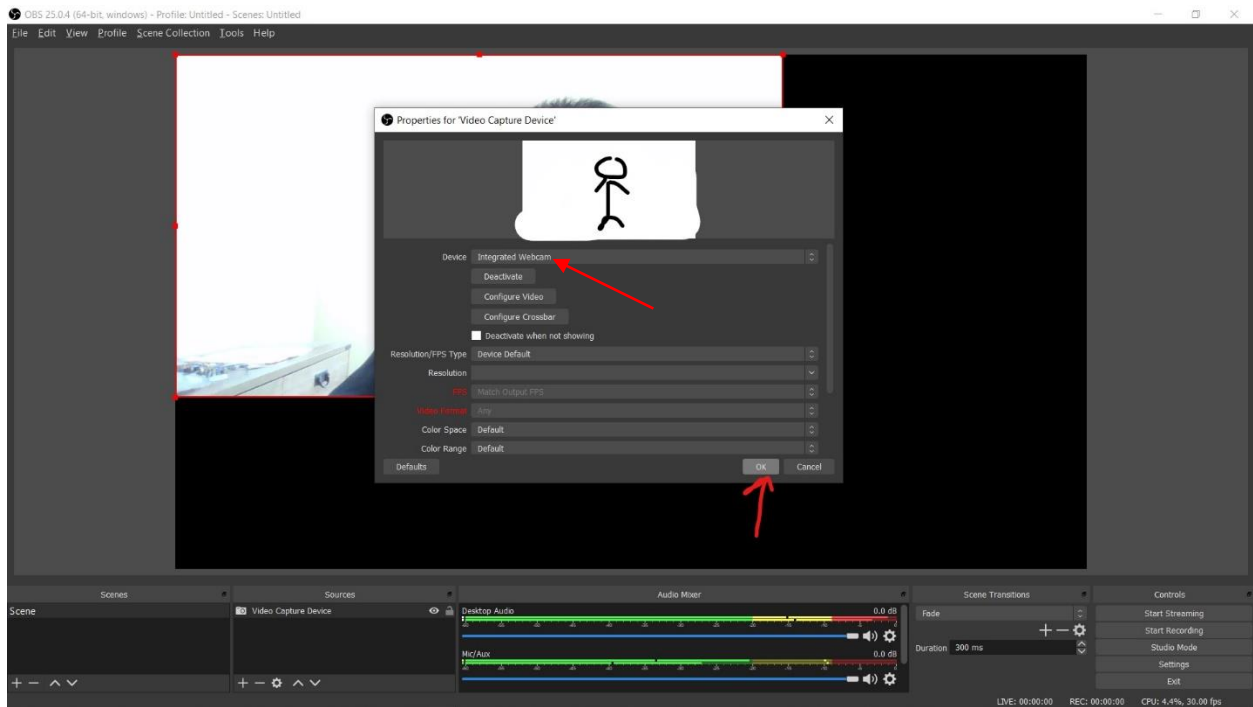 OBS 25.0.4 (64-bit, windows) - Profile: Untitled - Scenes: Untitled
File Edit View Profile Scene Collection Tools Help
Properties for 'Video Capture Device'
Device Integrated Webcam
Deactivate
Configure Video
Configure Crossbar
Deactivate when not showing
Resolution/FPS Type Device Default
Resolution
FPS Match Output FPS
Video Format Any
Color Space Default
Color Range Default
Defaults OK Cancel
Scenes Sources Audio Mixer Scene Transitions Controls
Scene Video Capture Device Desktop Audio 0.0 dB Fade Start Streaming
Start Recording
Duration 300 ms Studio Mode
Mic/Aux 0.0 dB
Settings
Exit
LIVE: 00:00:00 REC: 00:00:00 CPU: 4.4%, 30.00 fps